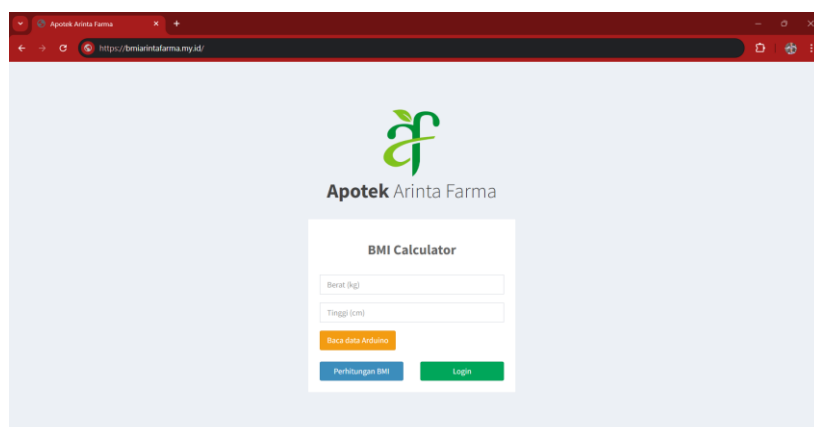 Apotek Arinta Farma
https://bmiarintafarma.my.id/
af
Apotek Arinta Farma
BMI Calculator
Berat (kg)
Tinggi (cm)
Baca data Arduino
Perhitungan BMI Login